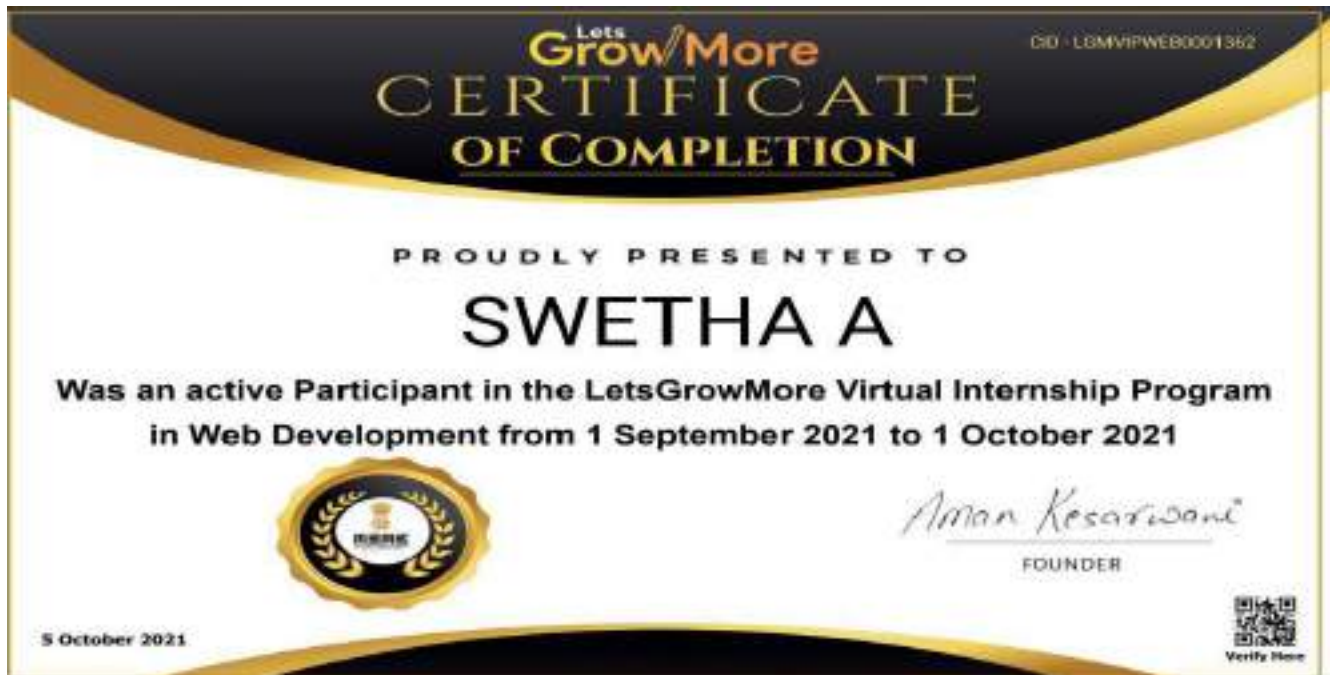 Lets
GrowMore
CID - LGMVIPWEB0001362
CERTIFICATE
OF COMPLETION
PROUDLY PRESENTED TO
SWETHA A
Was an active Participant in the LetsGrowMore Virtual Internship Program
in Web Development from 1 September 2021 to 1 October 2021
Aman Kesarwani
FOUNDER
5 October 2021
Verify Here